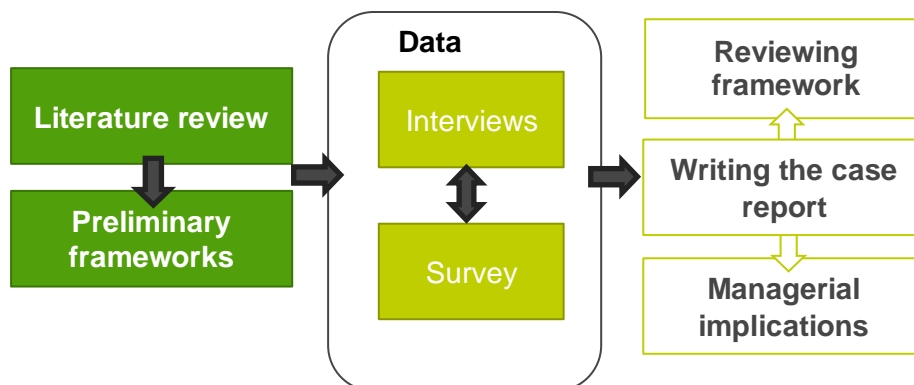 Literature review
Preliminary
frameworks
Data
Interviews
Survey
Reviewing
framework
Writing the case
report
Managerial
implications